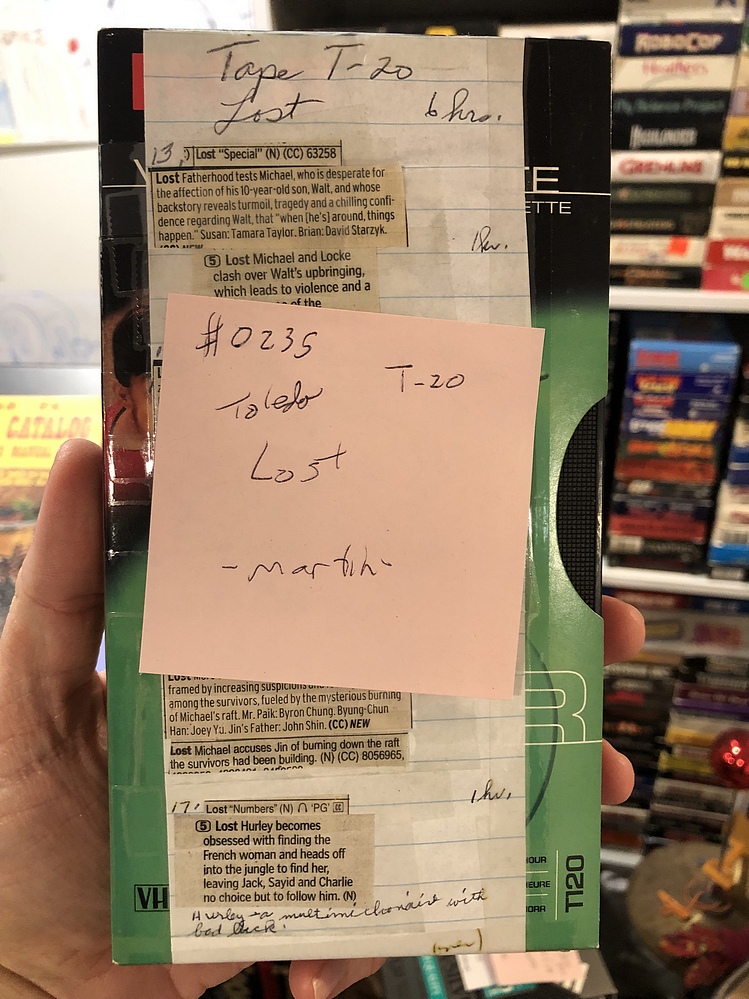 Tape T-20
Lost 6 hrs.
13, Lost "Special" (N) (CC) 63258
Lost Fatherhood tests Michael, who is desperate for
the affection of his 10-year-old son, Walt, and whose
backstory reveals turmoil, tragedy and a chilling confi-
dence regarding Walt, that "when [he's] around, things
happen." Susan: Tamara Taylor. Brian: David Starzyk.
1 hr.
(5) Lost Michael and Locke
clash over Walt's upbringing,
which leads to violence and a
of the
#0235
T-20
Toledo
Lost
-Martin-
framed by increasing suspicions
among the survivors, fueled by the mysterious burning
of Michael's raft. Mr. Paik: Byron Chung. Byung-Chun
Han: Joey Yu. Jin's Father: John Shin. (CC) NEW
Lost Michael accuses Jin of burning down the raft
the survivors had been building. (N) (CC) 8056965,
17, Lost "Numbers" (N) 'PG' 1 hr.
(5) Lost Hurley becomes
obsessed with finding the
French woman and heads off
into the jungle to find her,
leaving Jack, Sayid and Charlie
no choice but to follow him. (N)
Hurley-a multimillionaire with
bad luck.
(over)
VH
T120
HOUR
ETTE
ROBOCOP
Heathers
GREMLINS
CATALOG